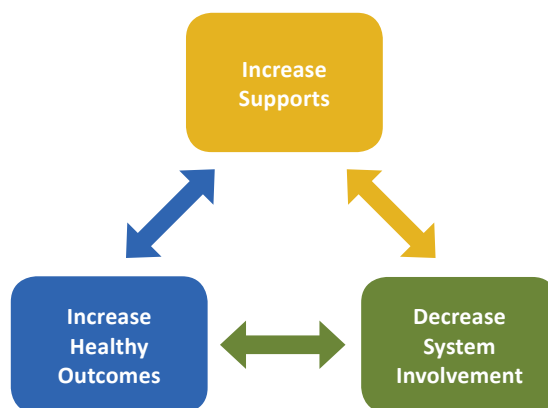 Increase
Supports
Increase
Healthy
Outcomes
Decrease
System
Involvement